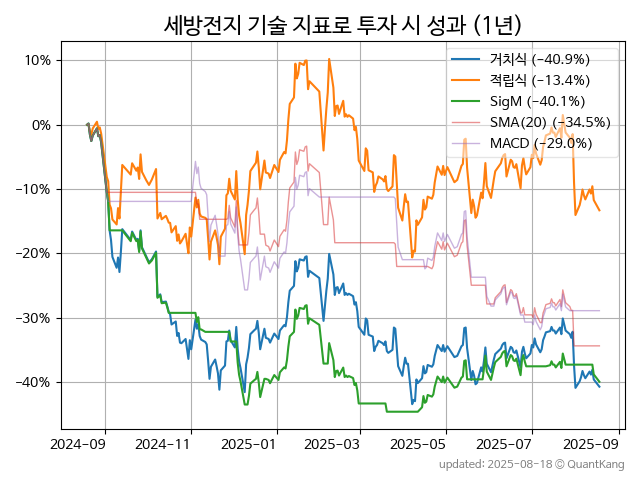 세방전지 기술 지표로 투자 시 성과 (1년)
10%
0%
−10%
−20%
−30%
−40%
거치식 (−40.9%)
적립식 (−13.4%)
SigM (−40.1%)
SMA(20) (−34.5%)
MACD (−29.0%)
2024−09
2024−11
2025−01
2025−03
2025−05
2025−07
2025−09
updated: 2025-08-18 © QuantKang